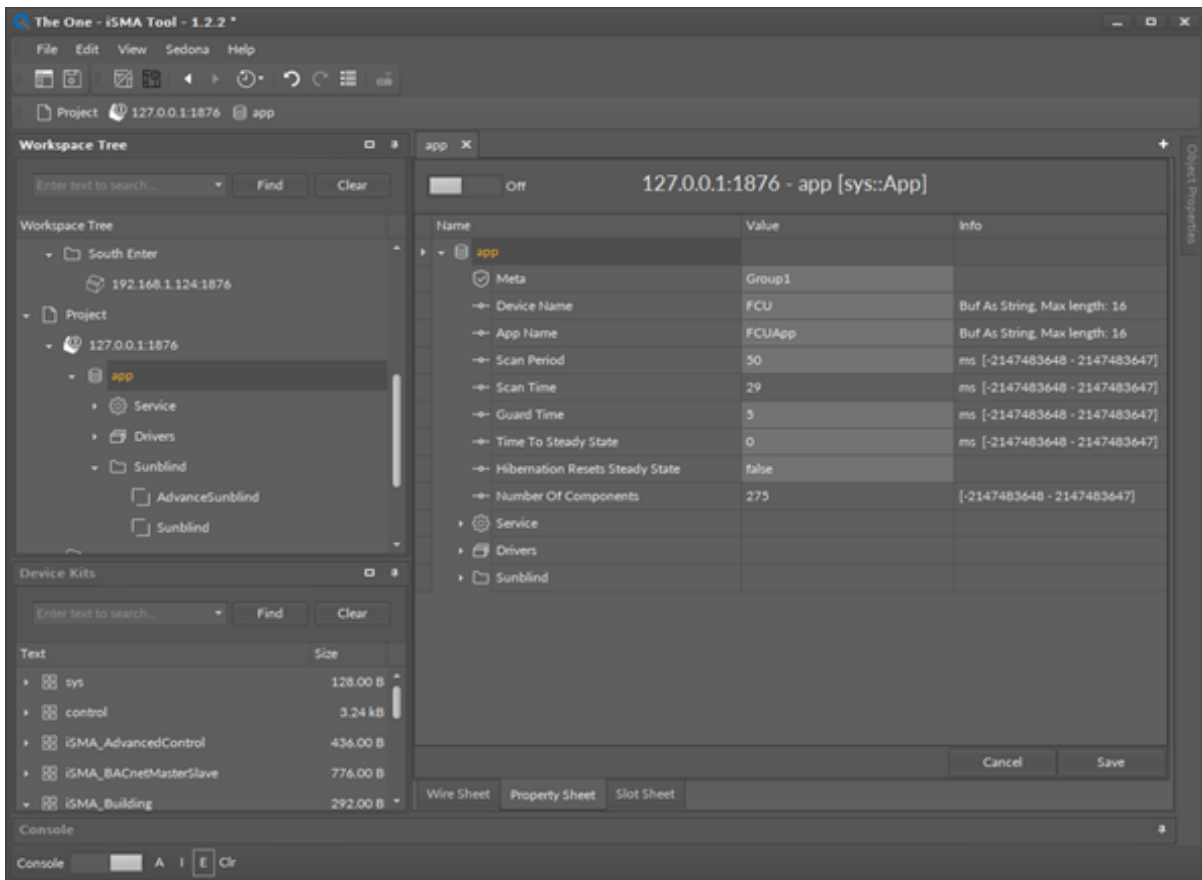 The One - iSMA Tool - 1.2.2 *
File Edit View Sedona Help
Project 127.0.0.1:1876 app
Workspace Tree
Enter text to search... Find Clear
Workspace Tree
South Enter
192.168.1.124:1876
Project
127.0.0.1:1876
app
Service
Drivers
Sunblind
AdvanceSunblind
Sunblind
Device Kits
Enter text to search... Find Clear
Text Size
sys 128.00 B
control 3.24 kB
iSMA_AdvancedControl 436.00 B
iSMA_BACnetMasterSlave 776.00 B
iSMA_Building 292.00 B
app
Off 127.0.0.1:1876 - app [sys::App]
Name Value Info
app
Meta Group1
Device Name FCU Buf As String, Max length: 16
App Name FCUApp Buf As String, Max length: 16
Scan Period 50 ms [-2147483648 - 2147483647]
Scan Time 29 ms [-2147483648 - 2147483647]
Guard Time 5 ms [-2147483648 - 2147483647]
Time To Steady State 0 ms [-2147483648 - 2147483647]
Hibernation Resets Steady State false
Number Of Components 275 [-2147483648 - 2147483647]
Service
Drivers
Sunblind
Cancel Save
Wire Sheet Property Sheet Slot Sheet
Object Properties
Console
Console A I E Clr